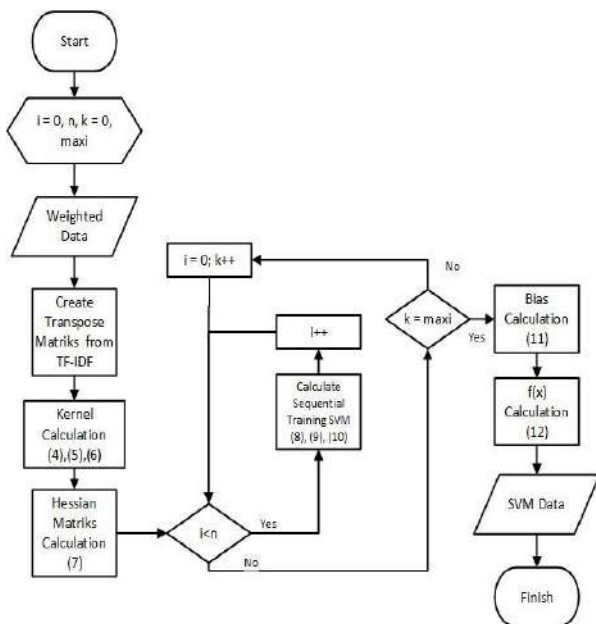 Start
i = 0, n, k = 0,
maxi
Weighted
Data
Create
Transpose
Matriks from
TF-IDF
Kernel
Calculation
(4),(5),(6)
Hessian
Matriks
Calculation
(7)
i<n
Yes
No
Calculate
Sequential
Training SVM
(8), (9), (10)
I++
i = 0; k++
No
k = maxi
Yes
Bias
Calculation
(11)
f(x)
Calculation
(12)
SVM Data
Finish